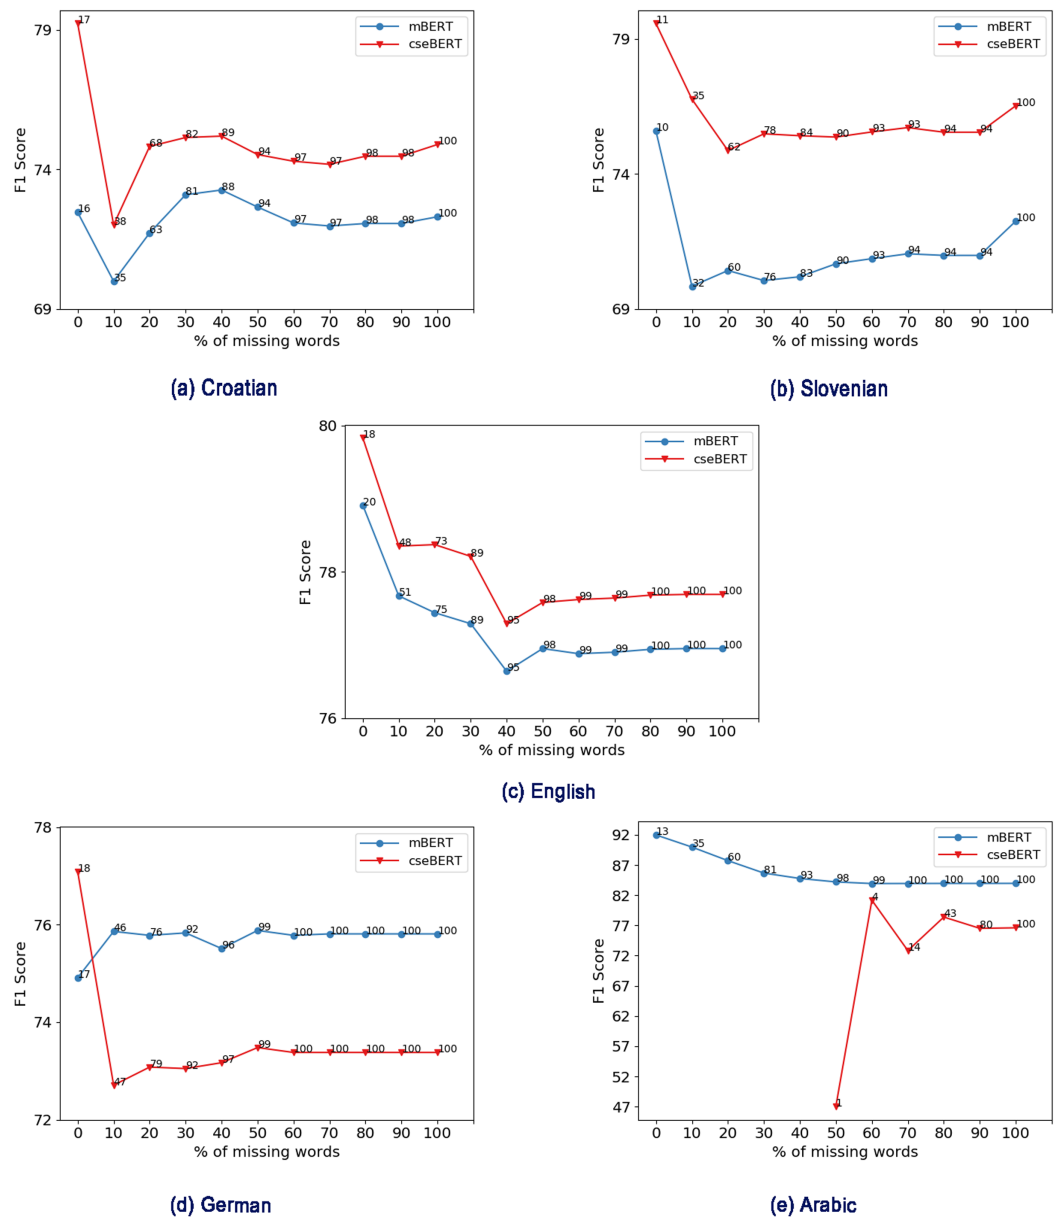 mBERT
cseBERT
79
74
69
F1 Score
17 38 68 82 89 94 97 97 98 98 100
16 35 63 81 88 94 97 97 98 98 100
0 10 20 30 40 50 60 70 80 90 100
% of missing words
(a) Croatian
mBERT
cseBERT
79
74
69
F1 Score
11 35 62 78 84 90 93 93 94 94 100
10 32 60 76 83 90 93 94 94 94 100
0 10 20 30 40 50 60 70 80 90 100
% of missing words
(b) Slovenian
mBERT
cseBERT
80
78
76
F1 Score
18 48 73 89 95 98 99 99 100 100 100
20 51 75 89 95 98 99 99 100 100 100
0 10 20 30 40 50 60 70 80 90 100
% of missing words
(c) English
mBERT
cseBERT
78
76
74
72
F1 Score
17 46 76 92 96 99 100 100 100 100 100
18 47 79 92 97 99 100 100 100 100 100
0 10 20 30 40 50 60 70 80 90 100
% of missing words
(d) German
mBERT
cseBERT
92
87
82
77
72
67
62
57
52
47
F1 Score
13 35 60 81 93 98 99 100 100 100 100
1 4 14 43 80 100
0 10 20 30 40 50 60 70 80 90 100
% of missing words
(e) Arabic